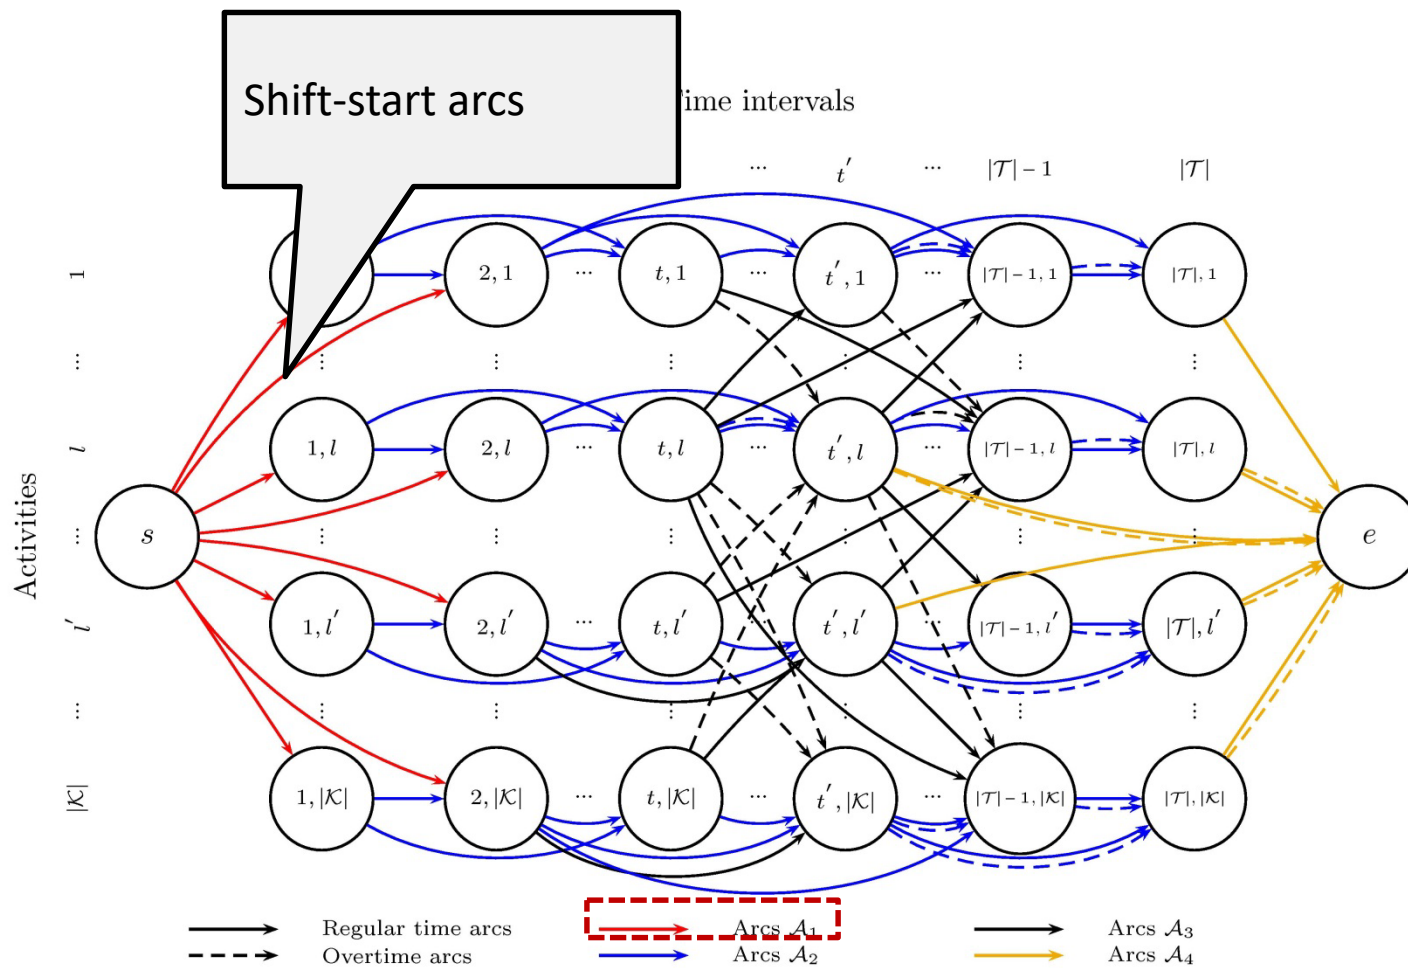 Shift-start arcs
ime intervals
... t′ ... |𝒯| − 1 |𝒯|
1 2, 1 ... t, 1 ... t′, 1 ... |𝒯| − 1, 1 |𝒯|, 1
... ⋮ ⋮ ⋮ ⋮ ⋮
l 1, l 2, l ... t, l ... t′, l ... |𝒯| − 1, l |𝒯|, l
Activities ... s ⋮ ⋮ ⋮ ⋮ ⋮ e
l′ 1, l′ 2, l′ ... t, l′ ... t′, l′ ... |𝒯| − 1, l′ |𝒯|, l′
... ⋮ ⋮ ⋮ ⋮ ⋮ ⋮
|𝒦| 1, |𝒦| 2, |𝒦| ... t, |𝒦| ... t′, |𝒦| ... |𝒯| − 1, |𝒦| |𝒯|, |𝒦|
Regular time arcs Arcs 𝒜₁ Arcs 𝒜₃
Overtime arcs Arcs 𝒜₂ Arcs 𝒜₄